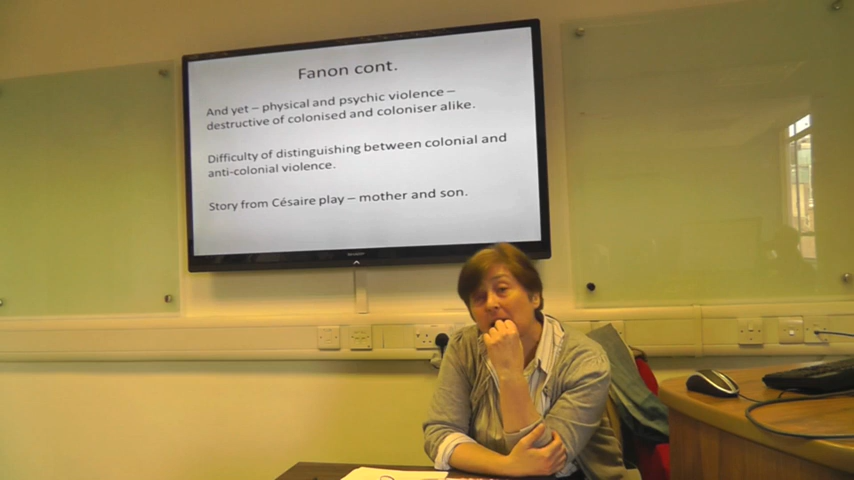 Fanon cont.
And yet – physical and psychic violence –
destructive of colonised and coloniser alike.
Difficulty of distinguishing between colonial and
anti-colonial violence.
Story from Césaire play – mother and son.